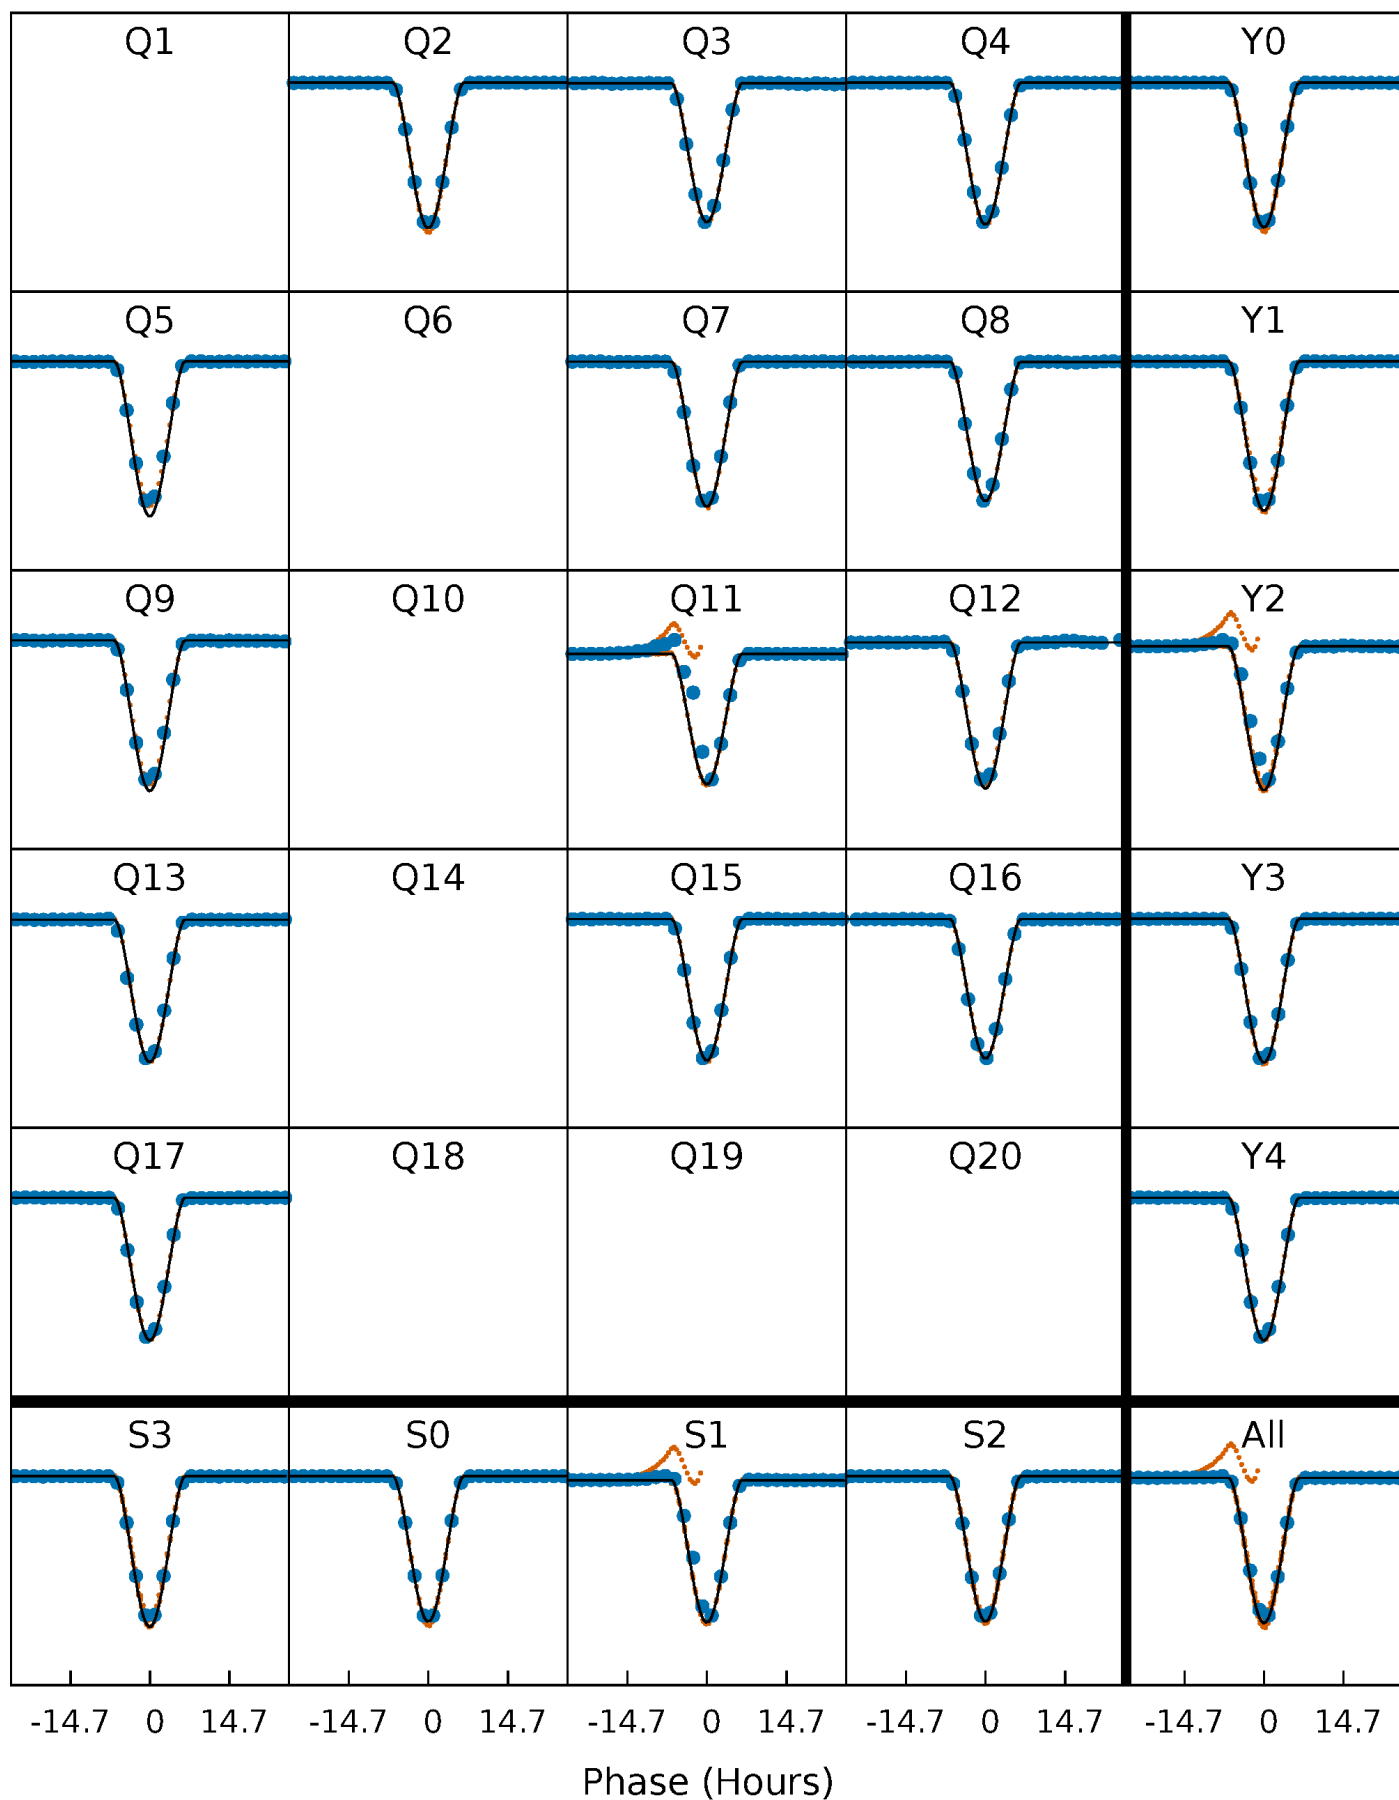 Q1 Q2 Q3 Q4 Y0
Q5 Q6 Q7 Q8 Y1
Q9 Q10 Q11 Q12 Y2
Q13 Q14 Q15 Q16 Y3
Q17 Q18 Q19 Q20 Y4
S3 S0 S1 S2 All
-14.7 0 14.7 -14.7 0 14.7 -14.7 0 14.7 -14.7 0 14.7 -14.7 0 14.7
Phase (Hours)